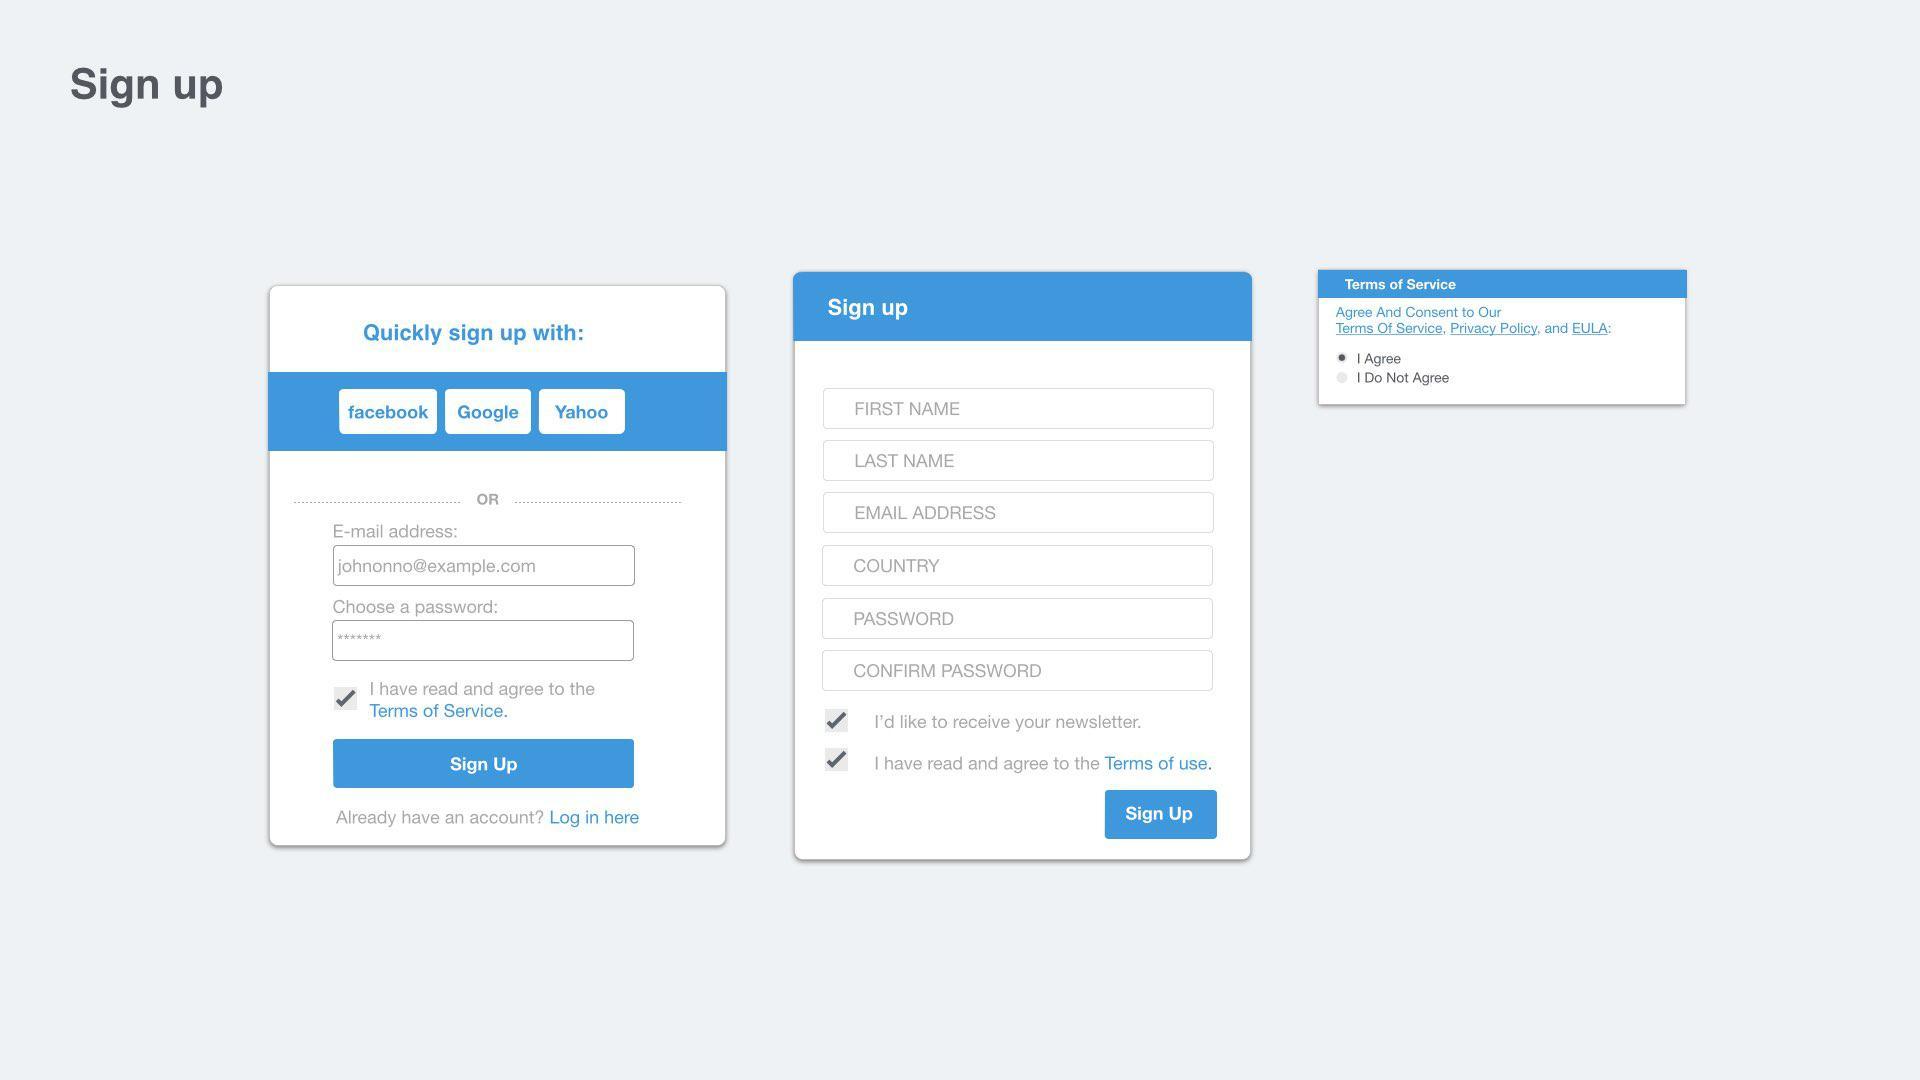 Sign up
Quickly sign up with:
facebook Google Yahoo
OR
E-mail address:
johnonno@example.com
Choose a password:
*******
I have read and agree to the
Terms of Service.
Sign Up
Already have an account? Log in here
Sign up
FIRST NAME
LAST NAME
EMAIL ADDRESS
COUNTRY
PASSWORD
CONFIRM PASSWORD
I’d like to receive your newsletter.
I have read and agree to the Terms of use.
Sign Up
Terms of Service
Agree And Consent to Our
Terms Of Service, Privacy Policy, and EULA:
I Agree
I Do Not Agree